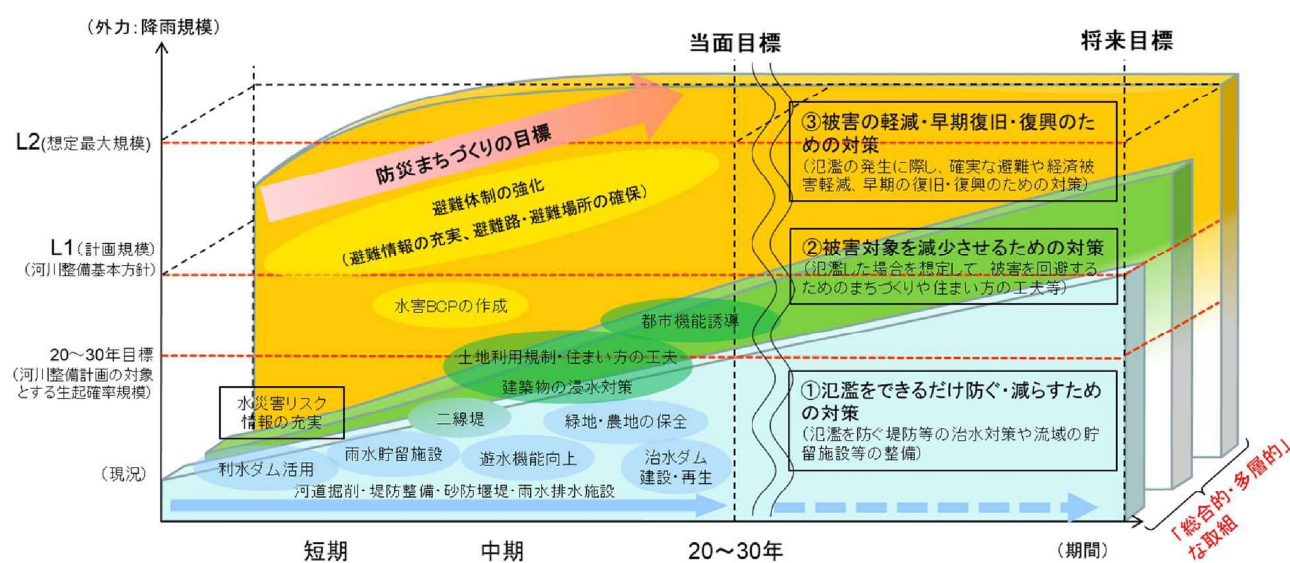 (外力:降雨規模)
当面目標
将来目標
L2(想定最大規模)
防災まちづくりの目標
③被害の軽減・早期復旧・復興のた
めの対策
(氾濫の発生に際し、確実な避難や経済被
害軽減、早期の復旧・復興のための対策)
避難体制の強化
(避難情報の充実、避難路・避難場所の確保)
L1(計画規模)
(河川整備基本方針)
②被害対象を減少させるための対策
(氾濫した場合を想定して、被害を回避する
ためのまちづくりや住まい方の工夫等)
水害BCPの作成
都市機能誘導
20～30年目標
(河川整備計画の対象
とする生起確率規模)
土地利用規制・住まい方の工夫
建築物の浸水対策
水災害リスク
情報の充実
①氾濫をできるだけ防ぐ・減らすため
の対策
(氾濫を防ぐ堤防等の治水対策や流域の貯
留施設等の整備)
二線堤
緑地・農地の保全
(現況)
利水ダム活用
雨水貯留施設
遊水機能向上
治水ダム
建設・再生
河道掘削・堤防整備・砂防堰堤・雨水排水施設
「総合的・多層的」
な取組
短期
中期
20～30年
(期間)